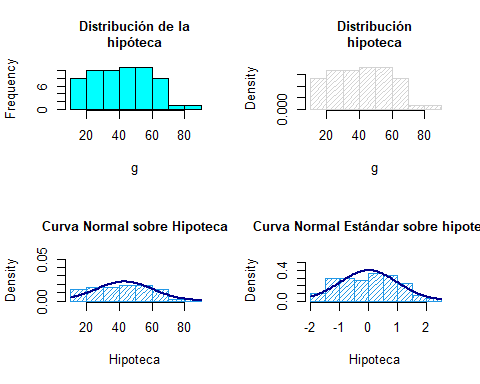 Distribución de la
hipóteca
Frequency
0 6
20 40 60 80
g
Distribución
hipoteca
Density
0.000
20 40 60 80
g
Curva Normal sobre Hipoteca
Density
0.00 0.05
20 40 60 80
Hipoteca
Curva Normal Estándar sobre hipote
Density
0.0 0.4
-2 -1 0 1 2
Hipoteca